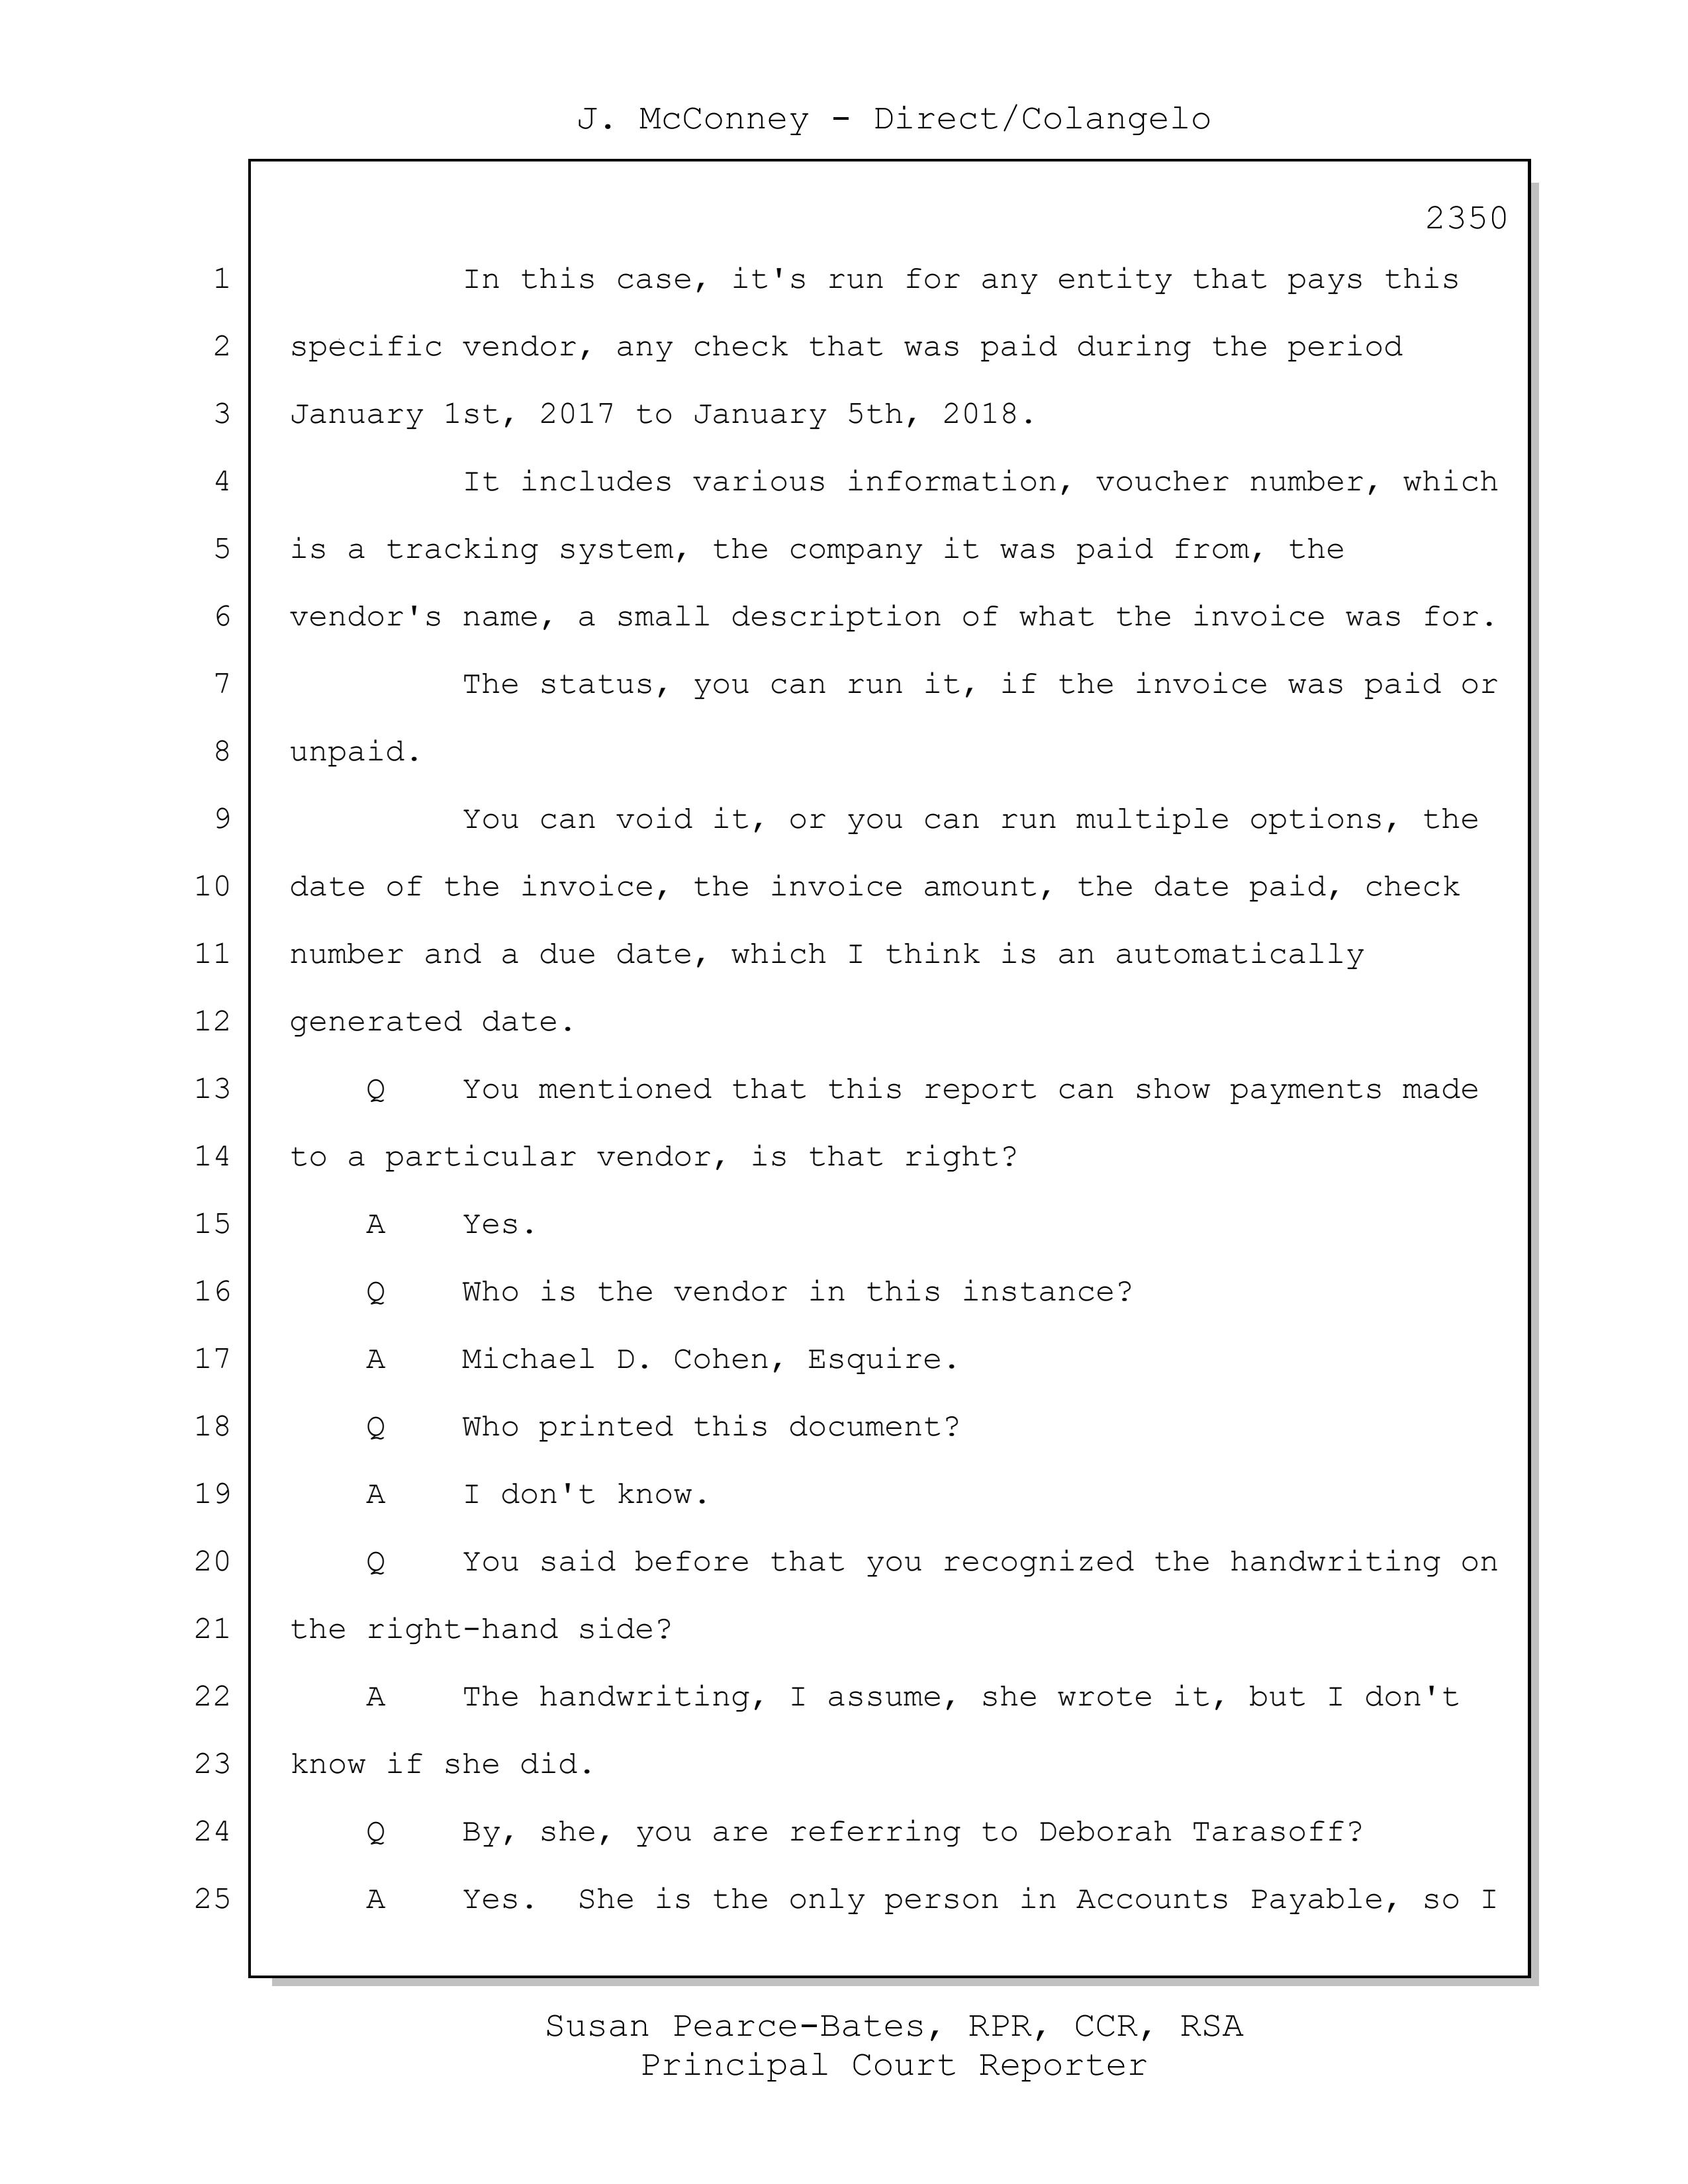 J. McConney - Direct/Colangelo
2350
1 In this case, it's run for any entity that pays this
2 specific vendor, any check that was paid during the period
3 January 1st, 2017 to January 5th, 2018.
4 It includes various information, voucher number, which
5 is a tracking system, the company it was paid from, the
6 vendor's name, a small description of what the invoice was for.
7 The status, you can run it, if the invoice was paid or
8 unpaid.
9 You can void it, or you can run multiple options, the
10 date of the invoice, the invoice amount, the date paid, check
11 number and a due date, which I think is an automatically
12 generated date.
13 Q You mentioned that this report can show payments made
14 to a particular vendor, is that right?
15 A Yes.
16 Q Who is the vendor in this instance?
17 A Michael D. Cohen, Esquire.
18 Q Who printed this document?
19 A I don't know.
20 Q You said before that you recognized the handwriting on
21 the right-hand side?
22 A The handwriting, I assume, she wrote it, but I don't
23 know if she did.
24 Q By, she, you are referring to Deborah Tarasoff?
25 A Yes. She is the only person in Accounts Payable, so I
Susan Pearce-Bates, RPR, CCR, RSA
Principal Court Reporter